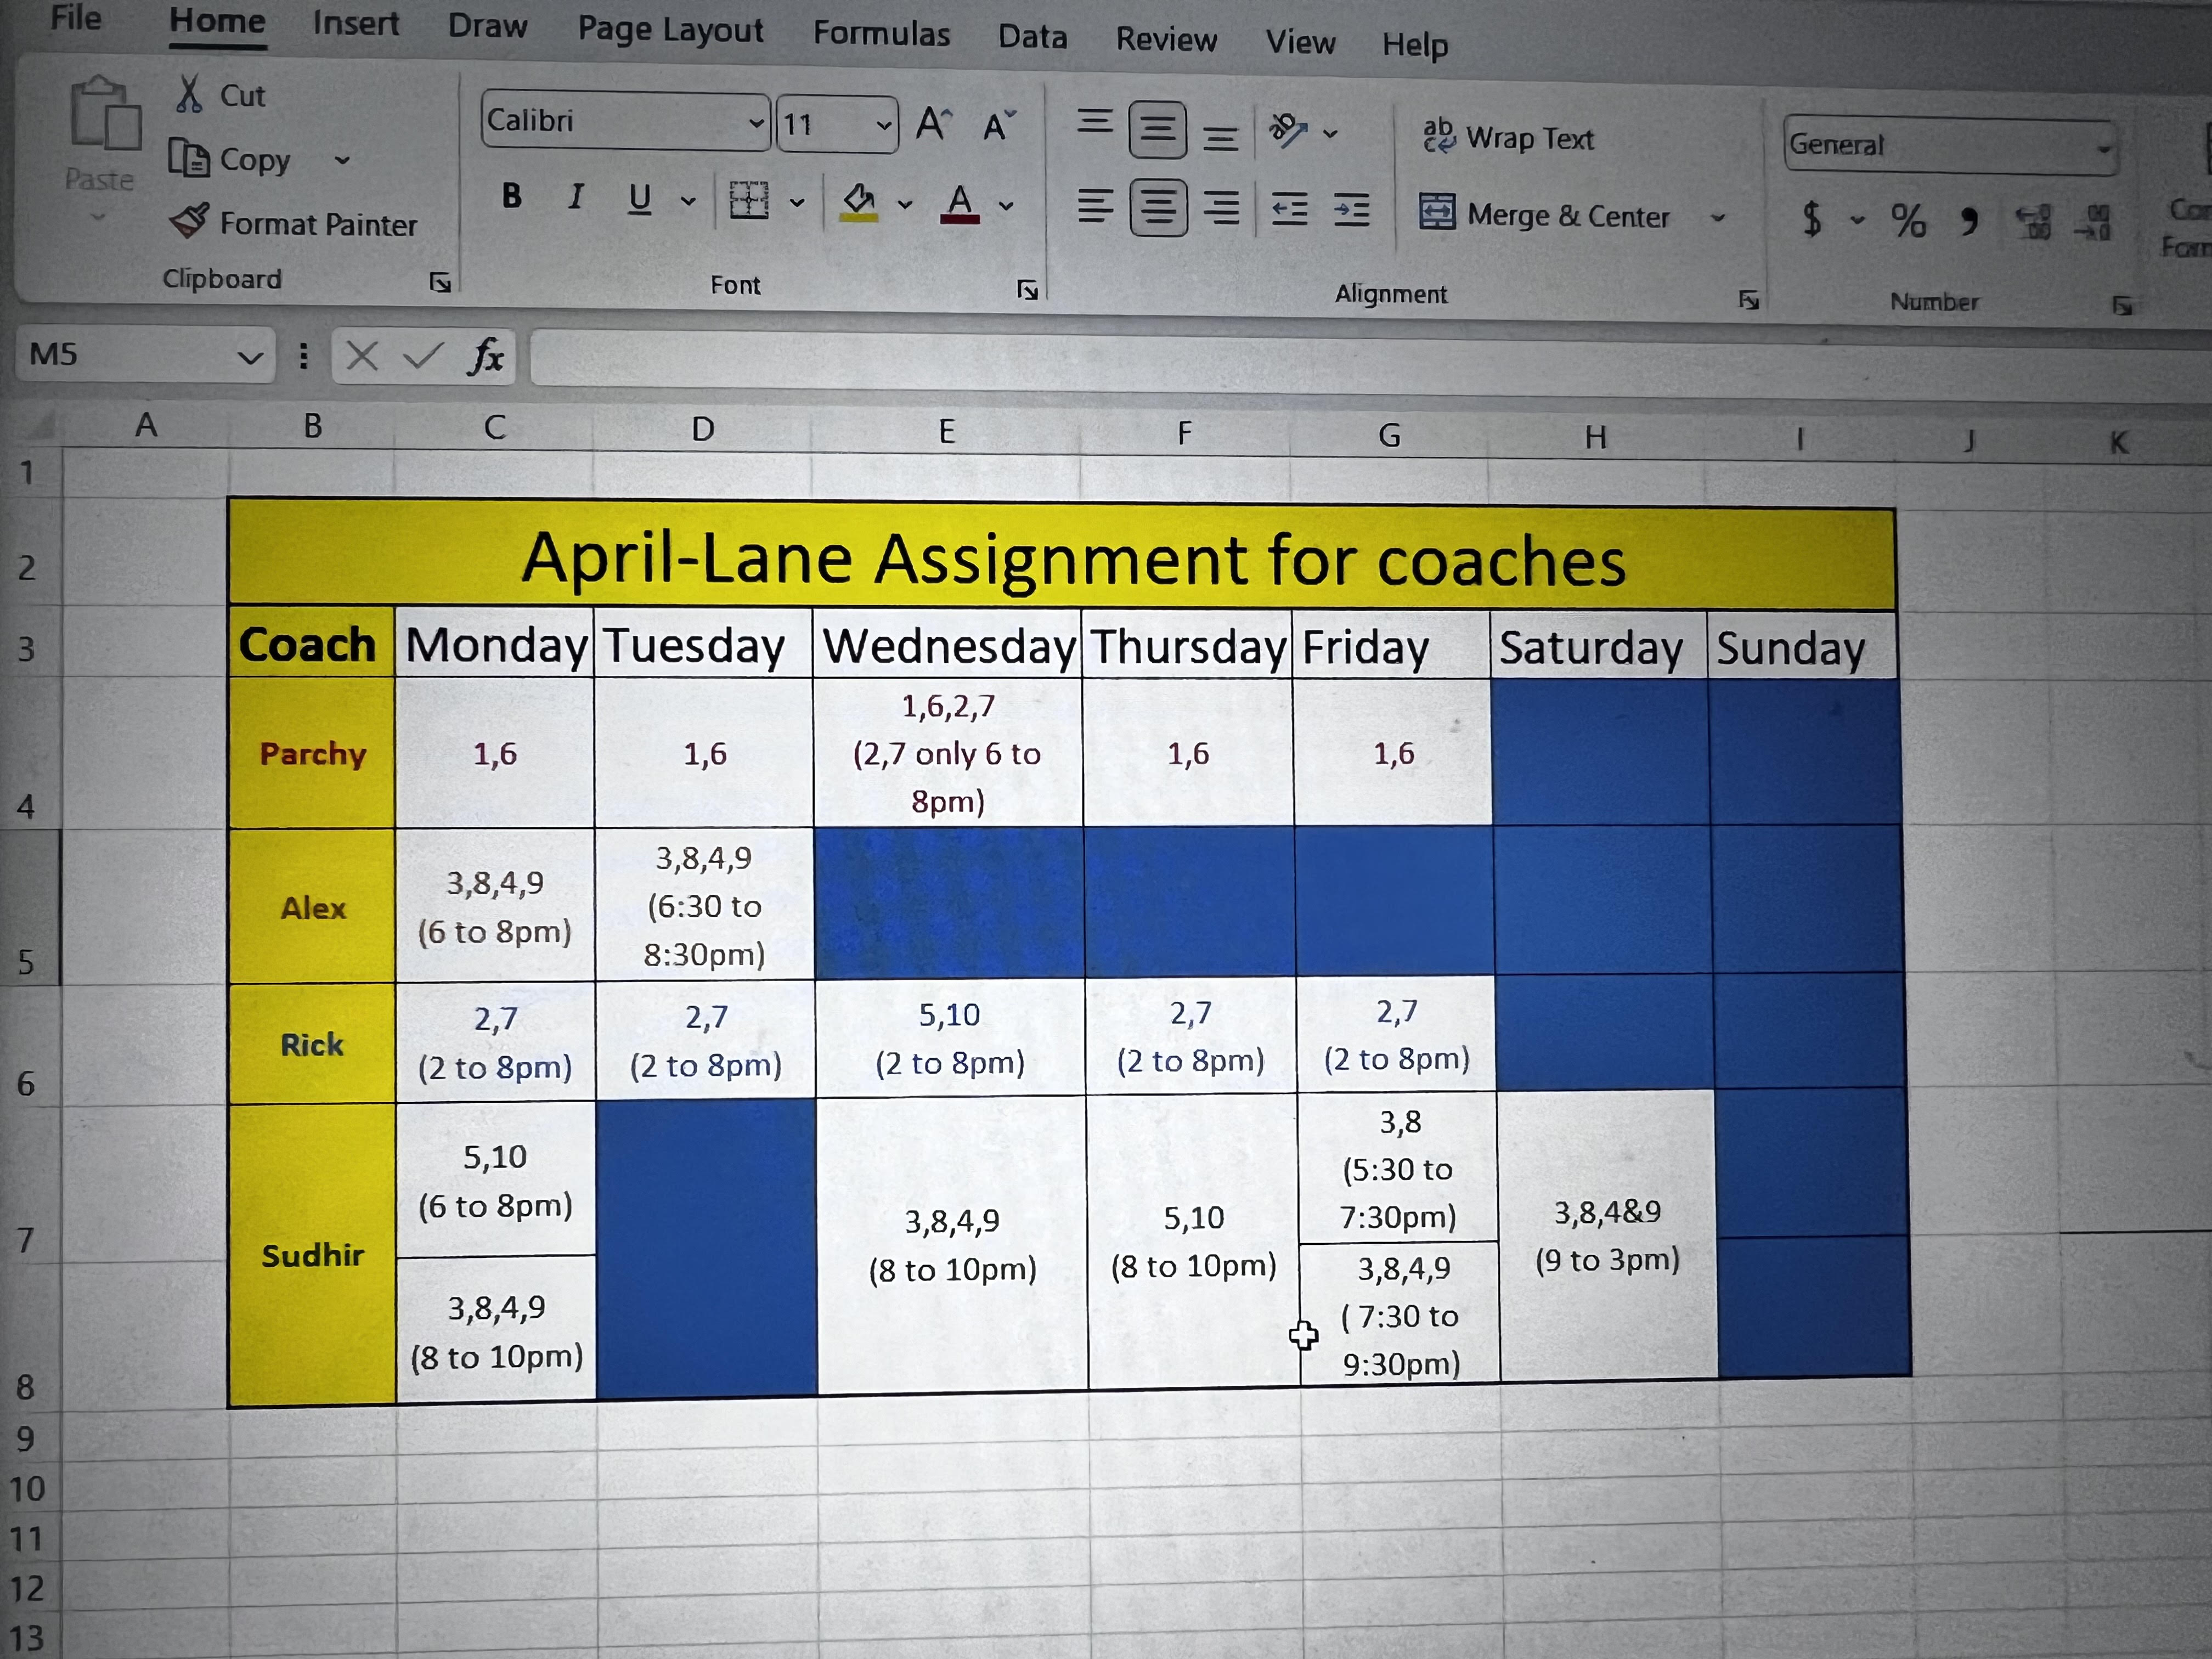 File Home Insert Draw Page Layout Formulas Data Review View Help
Cut
Copy
Paste
Format Painter
Clipboard
Calibri 11 A A
B I U A
Font
ab Wrap Text
Merge & Center
Alignment
General
$ % ,
Number
M5 fx
A B C D E F G H I J K
1
2 April-Lane Assignment for coaches
3 Coach Monday Tuesday Wednesday Thursday Friday Saturday Sunday
4 Parchy
1,6
1,6
1,6,2,7
(2,7 only 6 to
8pm)
1,6
1,6
5 Alex
3,8,4,9
(6 to 8pm)
3,8,4,9
(6:30 to
8:30pm)
6 Rick
2,7
(2 to 8pm)
2,7
(2 to 8pm)
5,10
(2 to 8pm)
2,7
(2 to 8pm)
2,7
(2 to 8pm)
7 Sudhir
5,10
(6 to 8pm)
3,8,4,9
(8 to 10pm)
3,8,4,9
(8 to 10pm)
5,10
(8 to 10pm)
3,8
(5:30 to
7:30pm)
3,8,4,9
( 7:30 to
9:30pm)
3,8,4&9
(9 to 3pm)
8
9
10
11
12
13